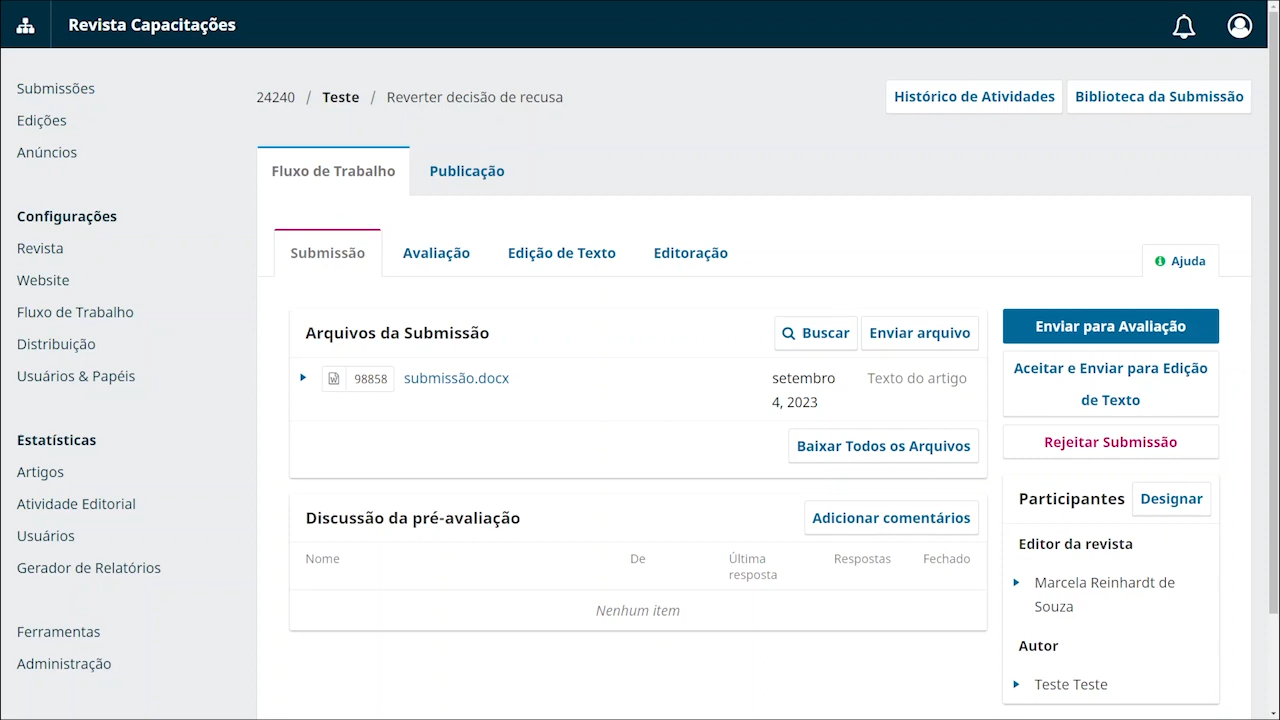 Revista Capacitações
Submissões
Edições
Anúncios
Configurações
Revista
Website
Fluxo de Trabalho
Distribuição
Usuários & Papéis
Estatísticas
Artigos
Atividade Editorial
Usuários
Gerador de Relatórios
Ferramentas
Administração
24240 / Teste / Reverter decisão de recusa
Histórico de Atividades
Biblioteca da Submissão
Fluxo de Trabalho
Publicação
Submissão
Avaliação
Edição de Texto
Editoração
Ajuda
Arquivos da Submissão
Buscar
Enviar arquivo
98858 submissão.docx
setembro
4, 2023
Texto do artigo
Baixar Todos os Arquivos
Discussão da pré-avaliação
Adicionar comentários
Nome
De
Última
resposta
Respostas
Fechado
Nenhum item
Enviar para Avaliação
Aceitar e Enviar para Edição
de Texto
Rejeitar Submissão
Participantes
Designar
Editor da revista
Marcela Reinhardt de
Souza
Autor
Teste Teste